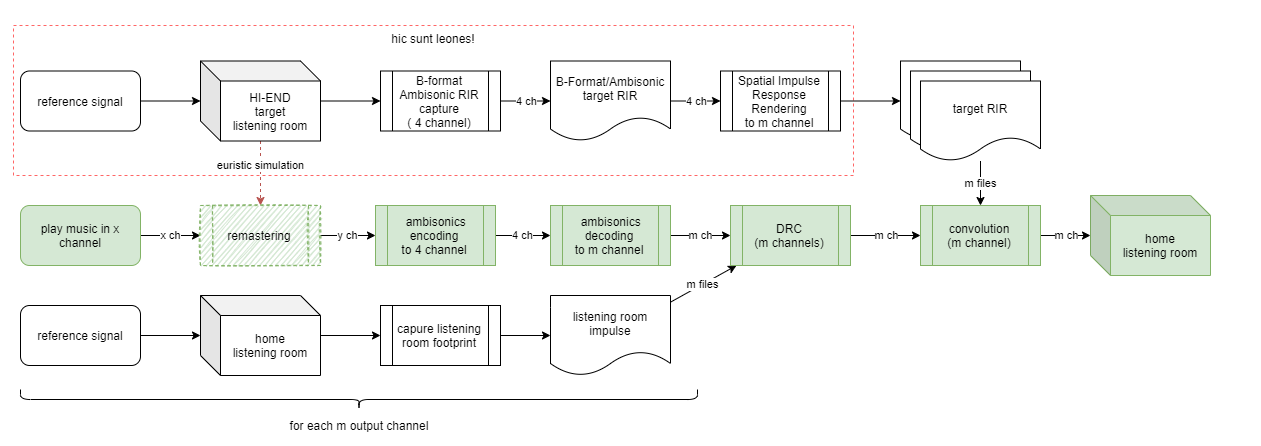 hic sunt leones!
reference signal
HI-END
target
listening room
B-format
Ambisonic RIR
capture
( 4 channel)
4 ch
B-Format/Ambisonic
target RIR
4 ch
Spatial Impulse
Response
Rendering
to m channel
target RIR
euristic simulation
m files
play music in x
channel
x ch
remastering
y ch
ambisonics
encoding
to 4 channel
4 ch
ambisonics
decoding
to m channel
m ch
DRC
(m channels)
m ch
convolution
(m channel)
m ch
home
listening room
m files
reference signal
home
listening room
capure listening
room footprint
listening room
impulse
for each m output channel